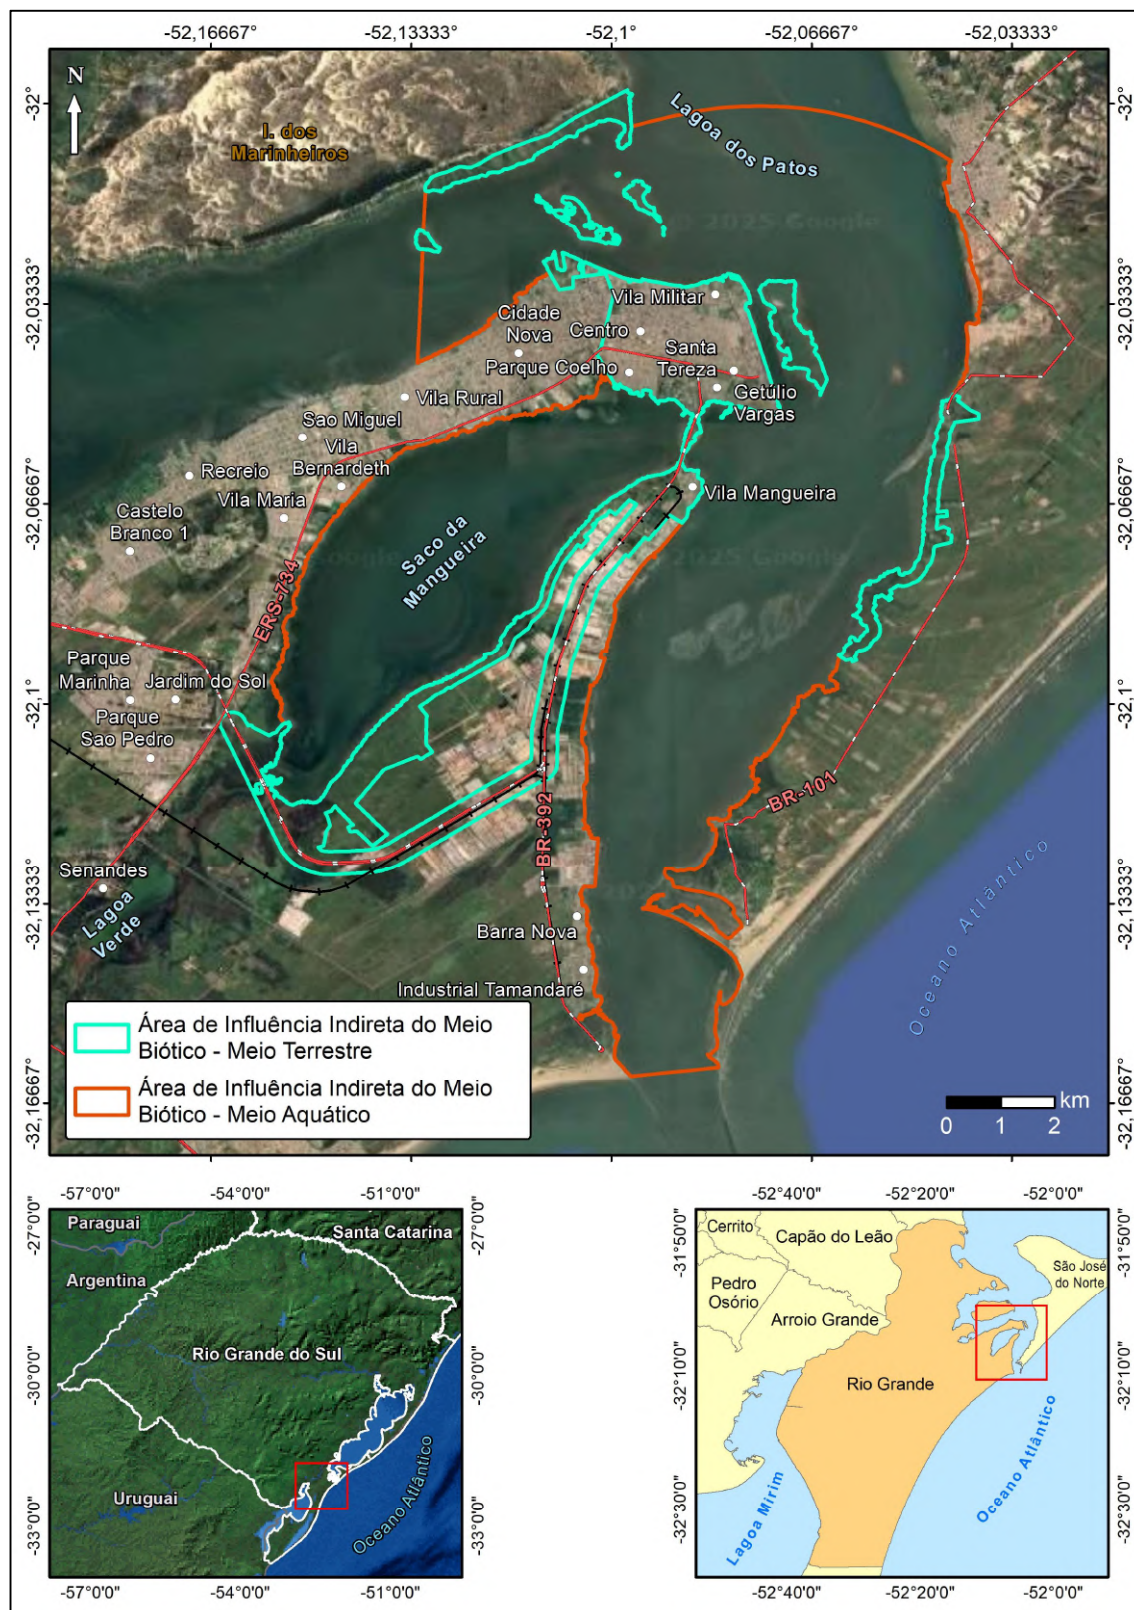 -52,16667°
-52,13333°
-52,1°
-52,06667°
-52,03333°
-32°
-32,03333°
-32,06667°
-32,1°
-32,13333°
-32,16667°
-32°
-32,03333°
-32,06667°
-32,1°
-32,13333°
-32,16667°
N
I. dos
Marinheiros
Lagoa dos Patos
© 2025 Google
Vila Militar
Cidade
Nova
Centro
Santa
Tereza
Parque Coelho
Getúlio
Vargas
Vila Rural
Sao Miguel
Vila
Bernardeth
Recreio
Vila Maria
Castelo
Branco 1
Vila Mangueira
Saco da
Mangueira
ERS-734
Parque
Marinha
Jardim do Sol
Parque
Sao Pedro
BR-101
BR-392
Senandes
Lagoa
Verde
Barra Nova
Industrial Tamandaré
Oceano Atlântico
Área de Influência Indireta do Meio
Biótico - Meio Terrestre
Área de Influência Indireta do Meio
Biótico - Meio Aquático
km
0 1 2
-57°0'0"
-54°0'0"
-51°0'0"
-27°0'0"
-30°0'0"
-33°0'0"
-27°0'0"
-30°0'0"
-33°0'0"
Paraguai
Santa Catarina
Argentina
Rio Grande do Sul
Uruguai
Oceano Atlântico
-57°0'0"
-54°0'0"
-51°0'0"
-52°40'0"
-52°20'0"
-52°0'0"
-31°50'0"
-32°10'0"
-32°30'0"
-31°50'0"
-32°10'0"
-32°30'0"
Cerrito
Capão do Leão
São José
do Norte
Pedro
Osório
Arroio Grande
Rio Grande
Lagoa Mirim
Oceano Atlântico
-52°40'0"
-52°20'0"
-52°0'0"